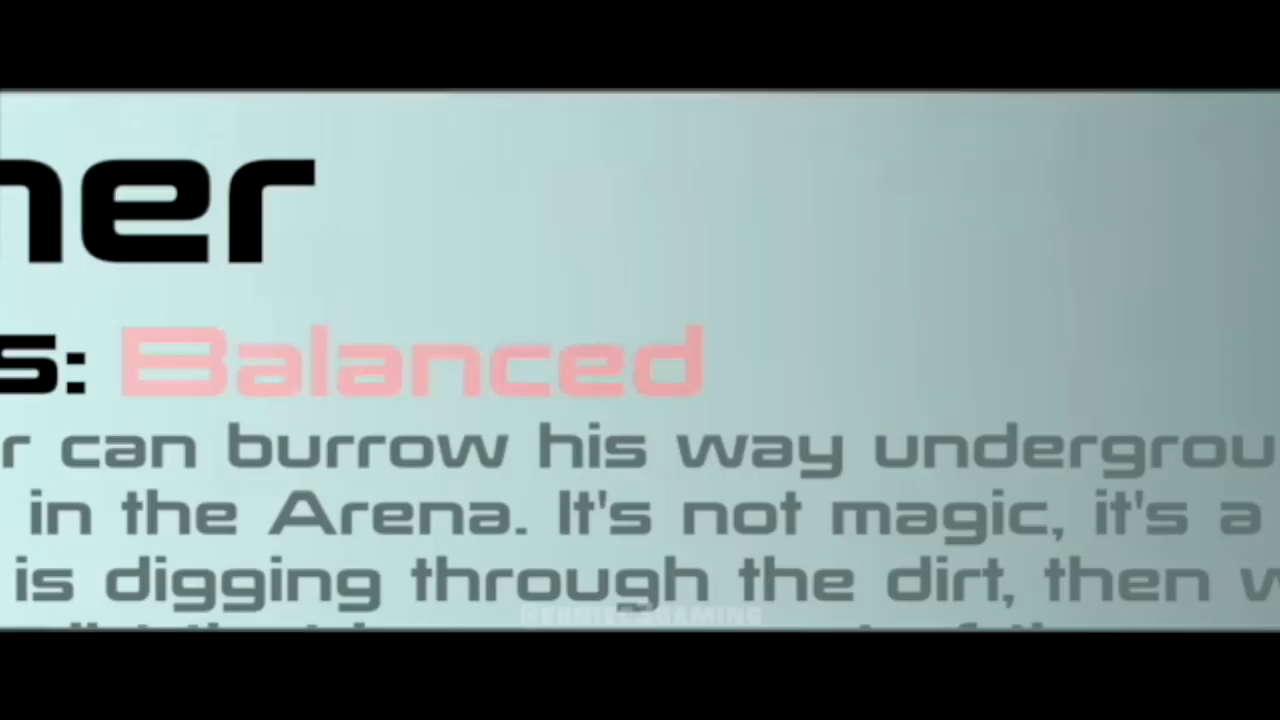 ner
s: Balanced
r can burrow his way undergrou
in the Arena. It's not magic, it's a
is digging through the dirt, then w